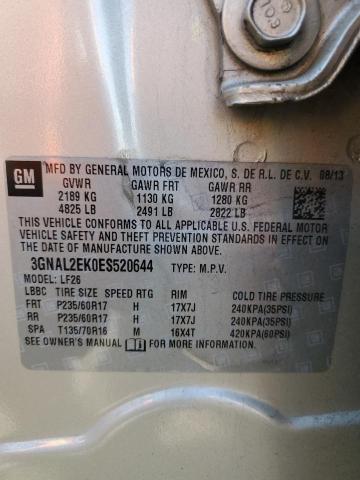 GM
MFD BY GENERAL MOTORS DE MEXICO, S. DE R.L. DE C.V. 08/13
GVWR GAWR FRT GAWR RR
2189 KG 1130 KG 1280 KG
4825 LB 2491 LB 2822 LB
THIS VEHICLE CONFORMS TO ALL APPLICABLE U.S. FEDERAL MOTOR
VEHICLE SAFETY AND THEFT PREVENTION STANDARDS IN EFFECT ON
THE DATE OF MANUFACTURE SHOWN ABOVE.
3GNAL2EK0ES520644 TYPE: M.P.V.
MODEL: LF26
LBBC TIRE SIZE SPEED RTG RIM COLD TIRE PRESSURE
FRT P235/60R17 H 17X7J 240KPA(35PSI)
RR P235/60R17 H 17X7J 240KPA(35PSI)
SPA T135/70R16 M 16X4T 420KPA(60PSI)
SEE OWNER'S MANUAL FOR ADDITIONAL INFORMATION